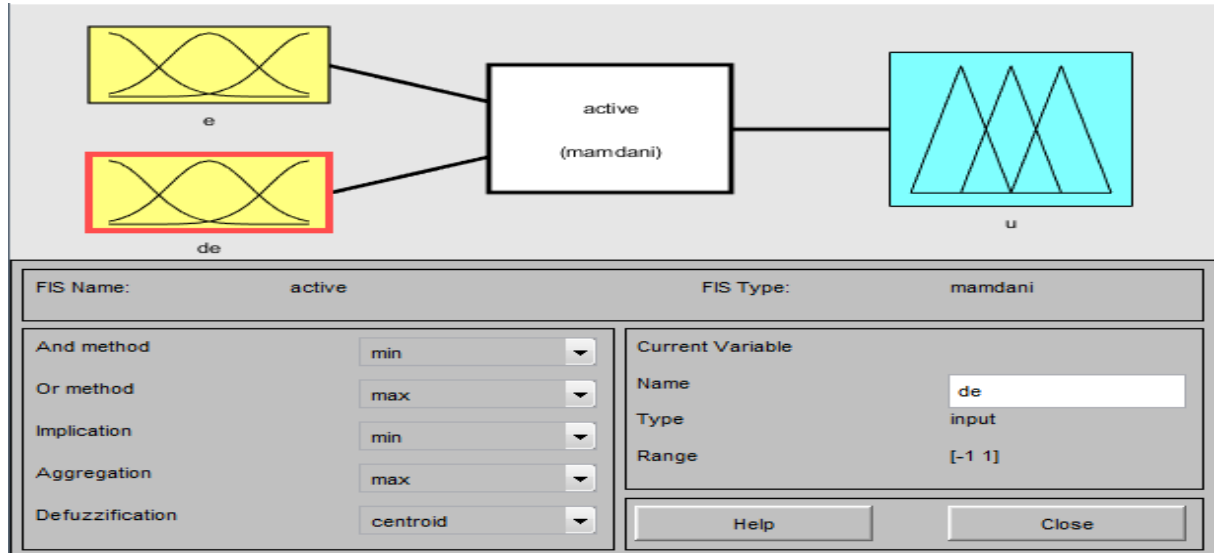 e
active
(mamdani)
de
u
FIS Name: active FIS Type: mamdani
And method min
Or method max
Implication min
Aggregation max
Defuzzification centroid
Current Variable
Name de
Type input
Range [-1 1]
Help Close